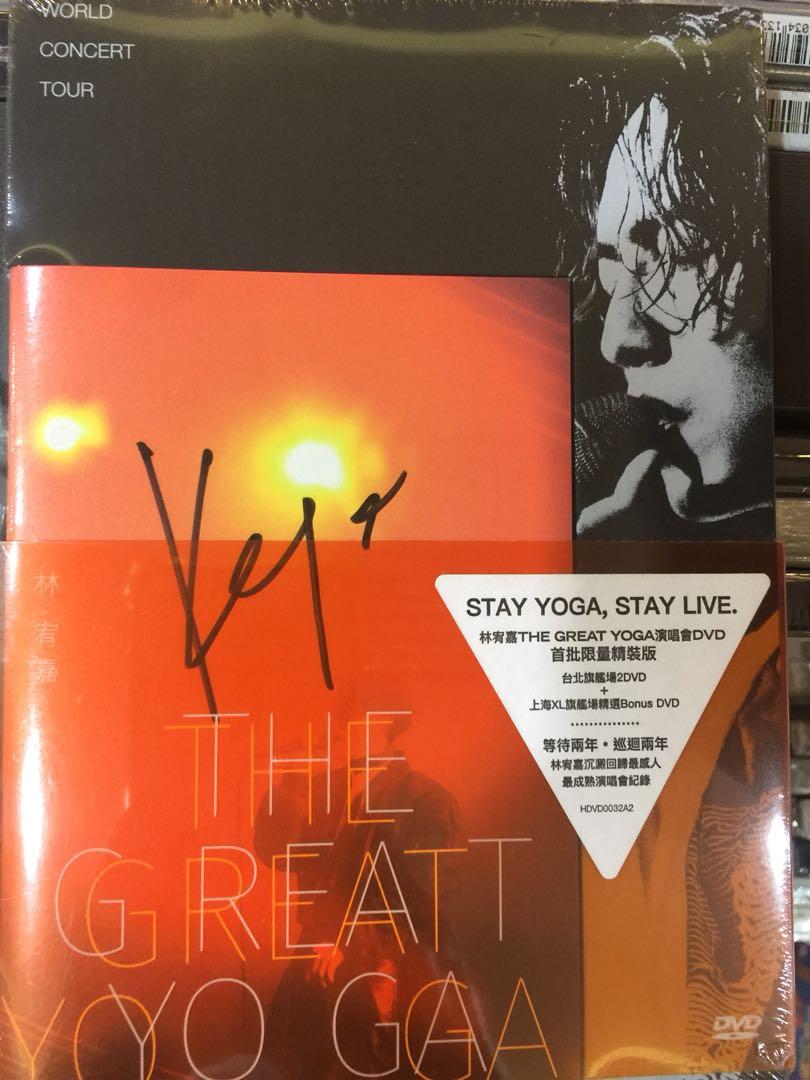 WORLD
CONCERT
TOUR
林宥嘉
THE
GREAT
YOGA
STAY YOGA, STAY LIVE.
林宥嘉THE GREAT YOGA演唱會DVD
首批限量精裝版
台北旗艦場2DVD
+
上海XL旗艦場精選Bonus DVD
等待兩年・巡迴兩年
林宥嘉沉澱回歸最感人
最成熟演唱會紀錄
HDVD0032A2
DVD